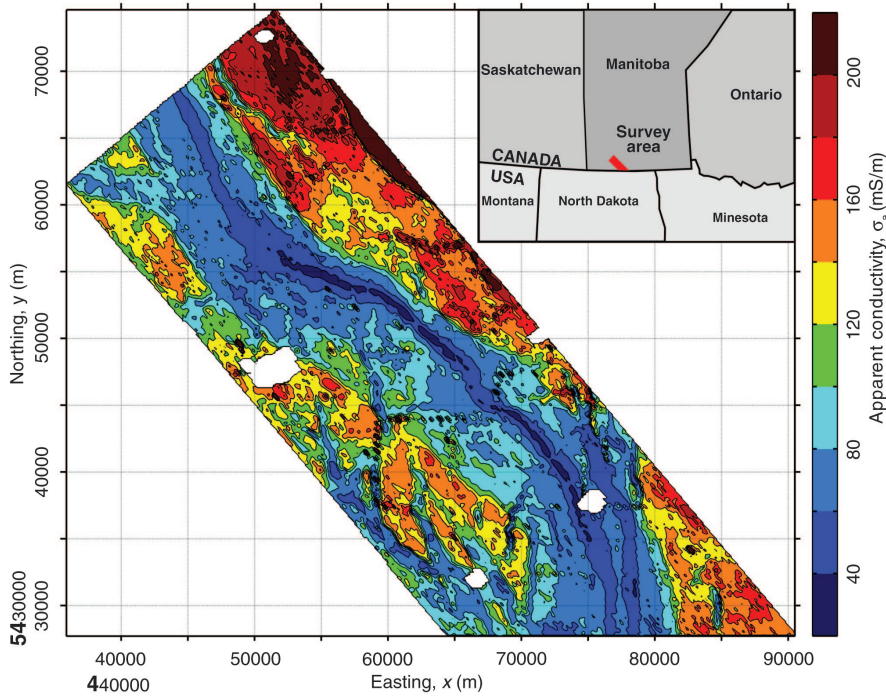 Saskatchewan
Manitoba
Ontario
Survey
area
CANADA
USA
Montana
North Dakota
Minesota
70000
60000
50000
40000
30000
5430000
Northing, y (m)
40000
50000
60000
70000
80000
90000
440000
Easting, x (m)
200
160
120
80
40
Apparent conductivity, σa (mS/m)